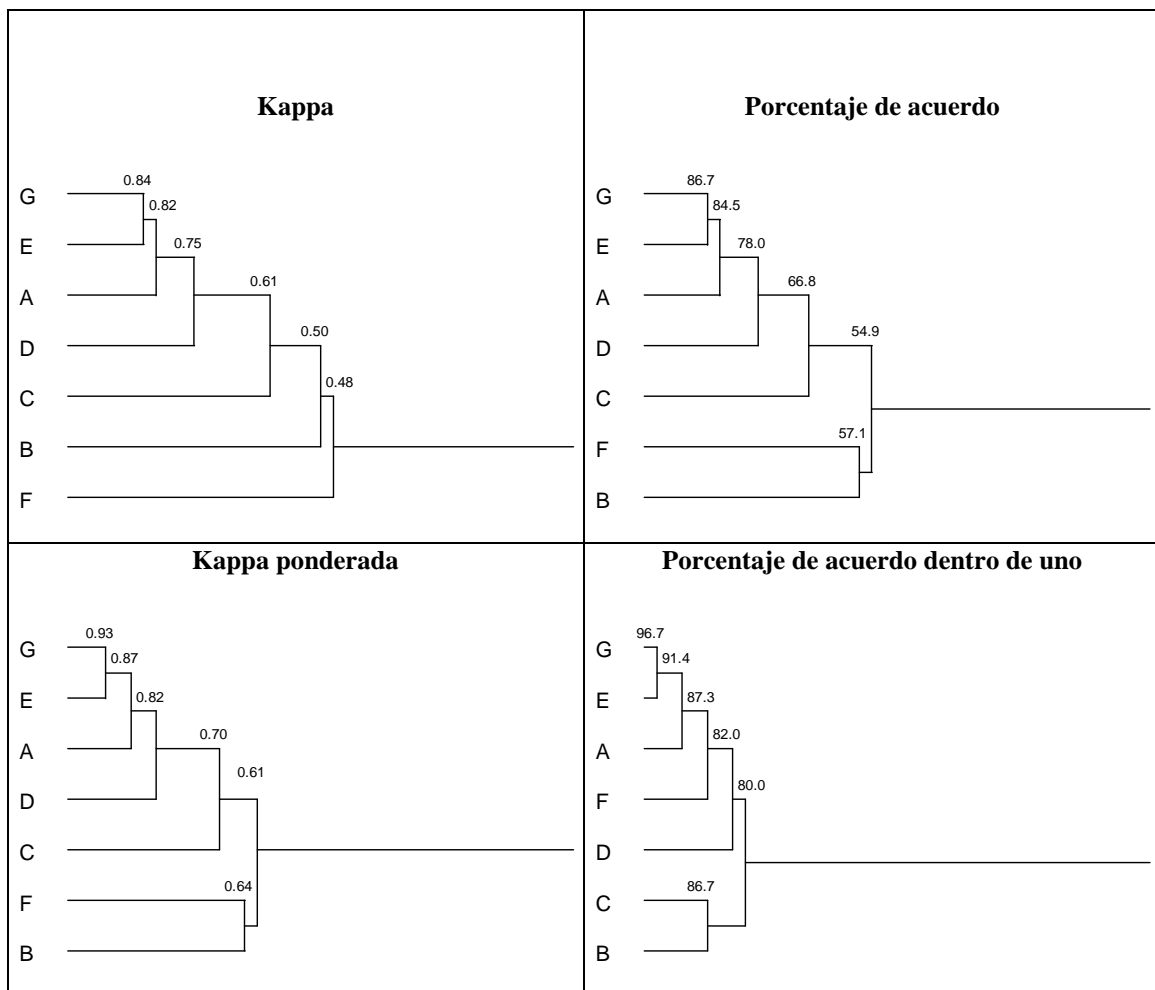 Kappa
0.84
G
0.82
E
0.75
A
0.61
D
0.50
C
0.48
B
F
Porcentaje de acuerdo
86.7
G
84.5
E
78.0
A
66.8
D
54.9
C
F
57.1
B
Kappa ponderada
0.93
G
0.87
E
0.82
A
0.70
0.61
D
C
0.64
F
B
Porcentaje de acuerdo dentro de uno
96.7
G
91.4
E
87.3
A
82.0
80.0
F
D
86.7
C
B